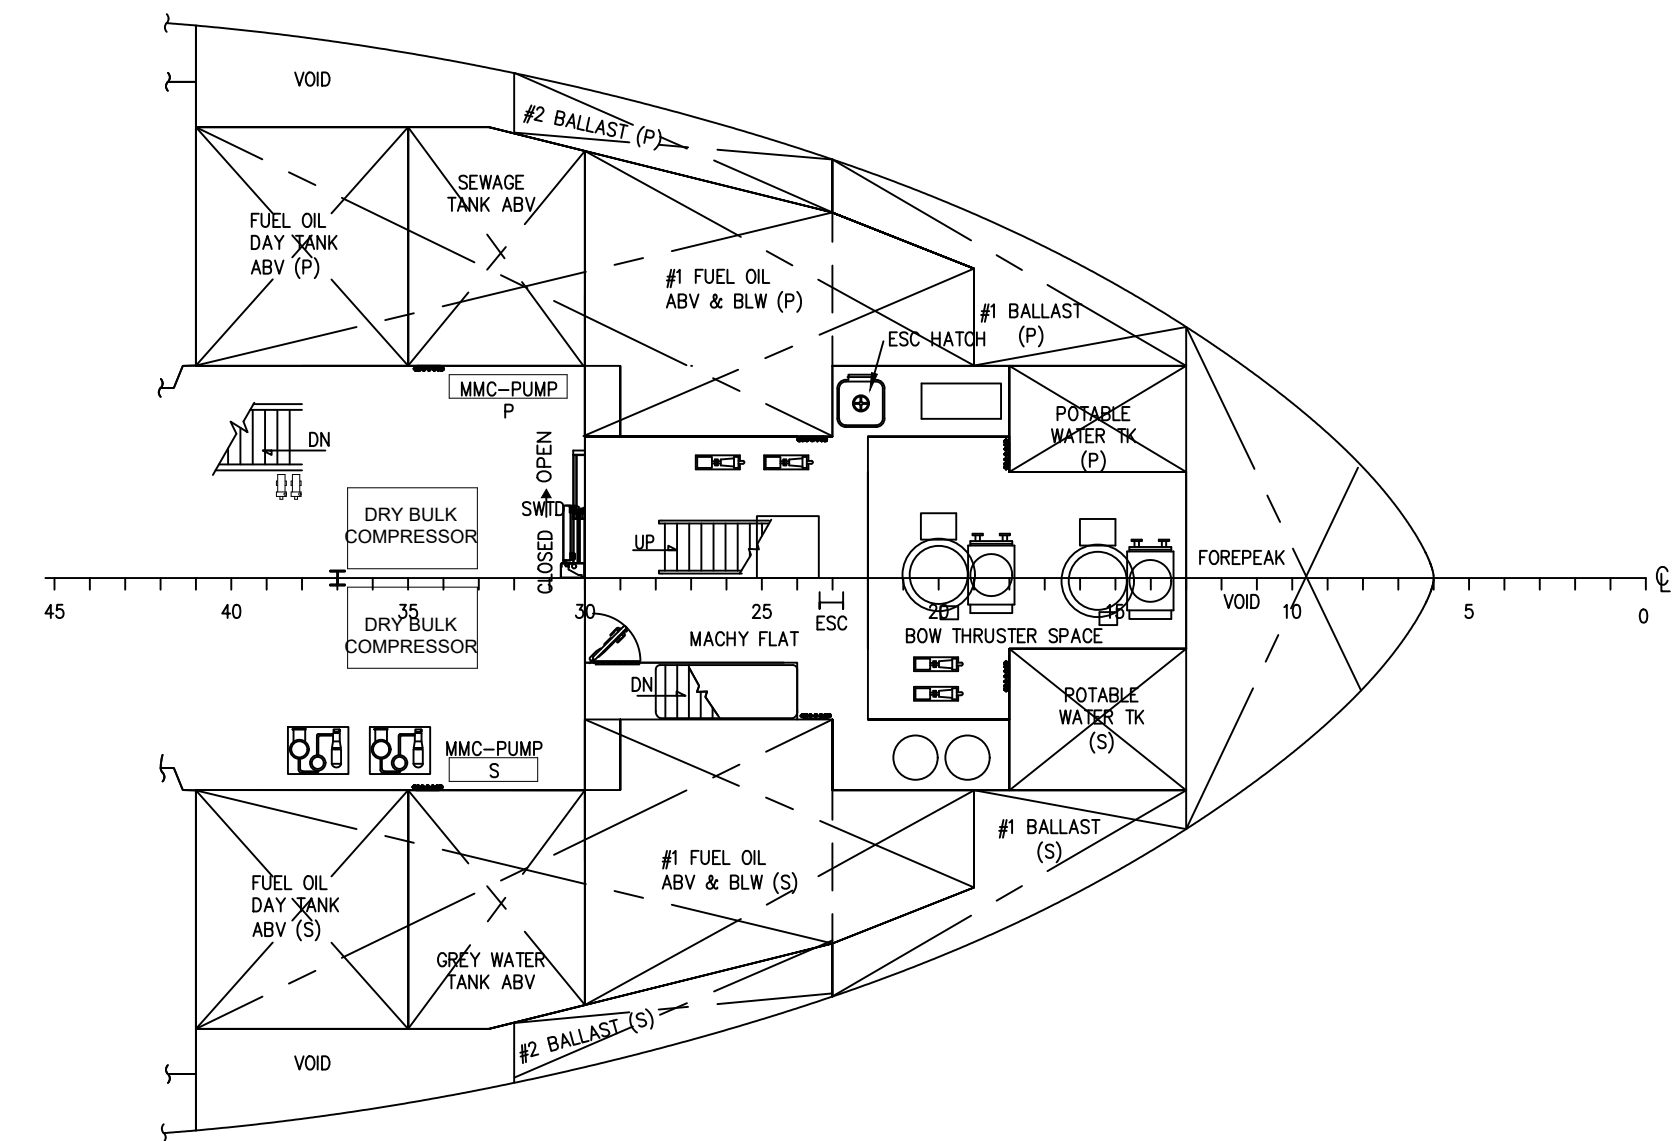 VOID
#2 BALLAST (P)
SEWAGE
TANK ABV
FUEL OIL
DAY TANK
ABV (P)
#1 FUEL OIL
ABV & BLW (P)
#1 BALLAST
(P)
ESC HATCH
MMC-PUMP
P
POTABLE
WATER TK
(P)
DN
OPEN
SWTD
CLOSED
DRY BULK
COMPRESSOR
UP
FOREPEAK
VOID
45
40
35
30
25
20
15
10
5
0
CL
DRY BULK
COMPRESSOR
ESC
MACHY FLAT
BOW THRUSTER SPACE
DN
POTABLE
WATER TK
(S)
MMC-PUMP
S
#1 BALLAST
(S)
#1 FUEL OIL
ABV & BLW (S)
FUEL OIL
DAY TANK
ABV (S)
GREY WATER
TANK ABV
#2 BALLAST (S)
VOID